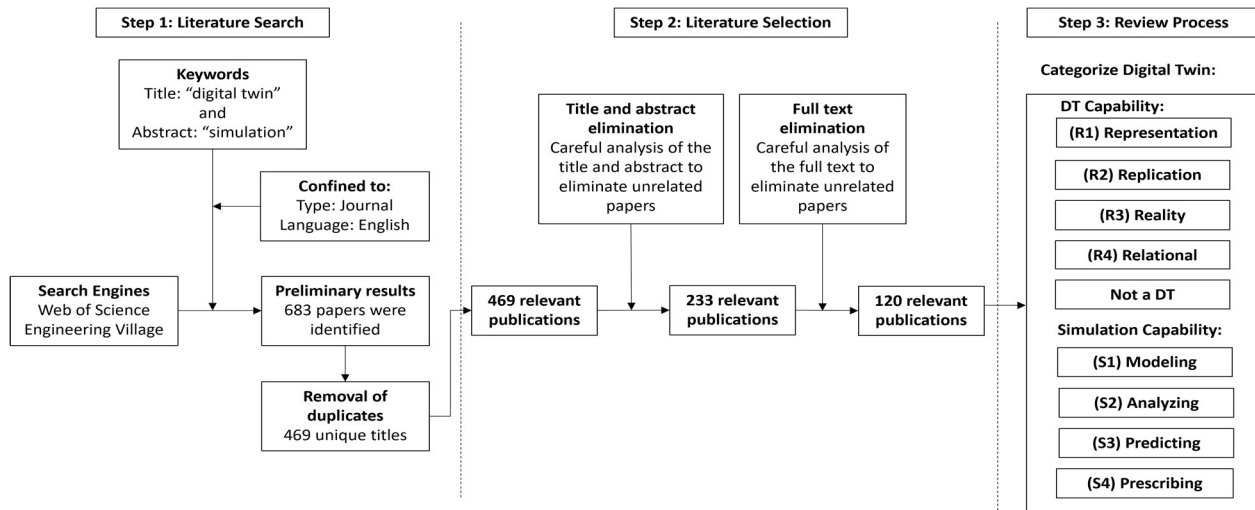 Step 1: Literature Search
Keywords
Title: “digital twin”
and
Abstract: “simulation”
Confined to:
Type: Journal
Language: English
Search Engines
Web of Science
Engineering Village
Preliminary results
683 papers were
identified
Removal of
duplicates
469 unique titles
Step 2: Literature Selection
Title and abstract
elimination
Careful analysis of the
title and abstract to
eliminate unrelated
papers
Full text
elimination
Careful analysis of
the full text to
eliminate unrelated
papers
469 relevant
publications
233 relevant
publications
120 relevant
publications
Step 3: Review Process
Categorize Digital Twin:
DT Capability:
(R1) Representation
(R2) Replication
(R3) Reality
(R4) Relational
Not a DT
Simulation Capability:
(S1) Modeling
(S2) Analyzing
(S3) Predicting
(S4) Prescribing